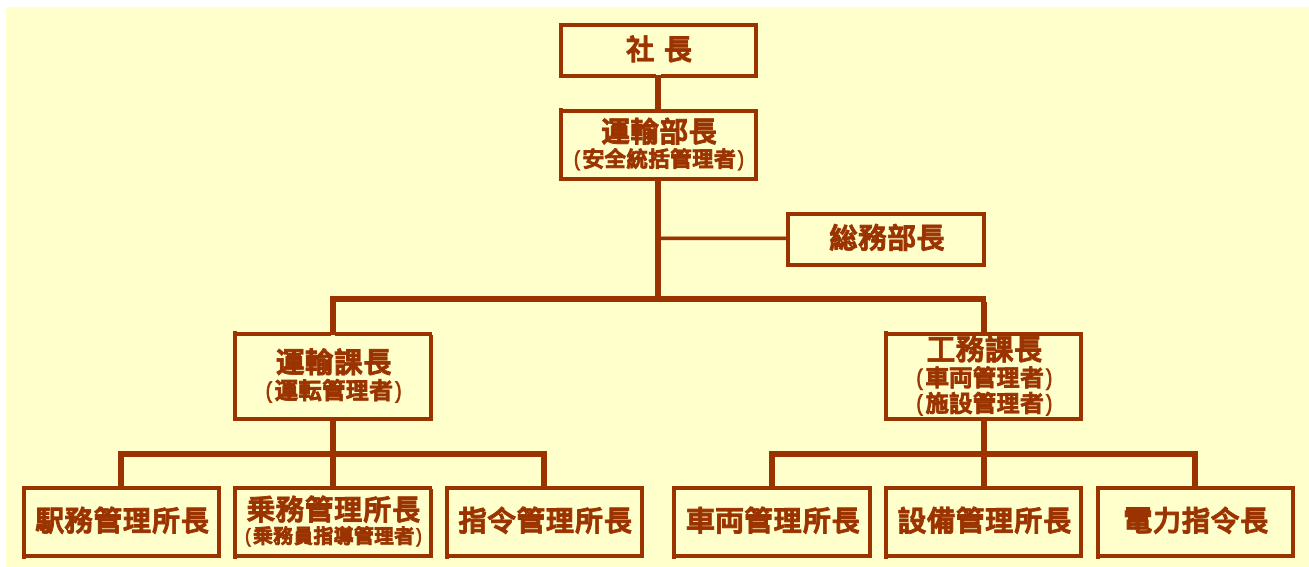 社 長
運輸部長
(安全統括管理者)
総務部長
運輸課長
(運転管理者)
工務課長
(車両管理者)
(施設管理者)
駅務管理所長
乗務管理所長
(乗務員指導管理者)
指令管理所長
車両管理所長
設備管理所長
電力指令長